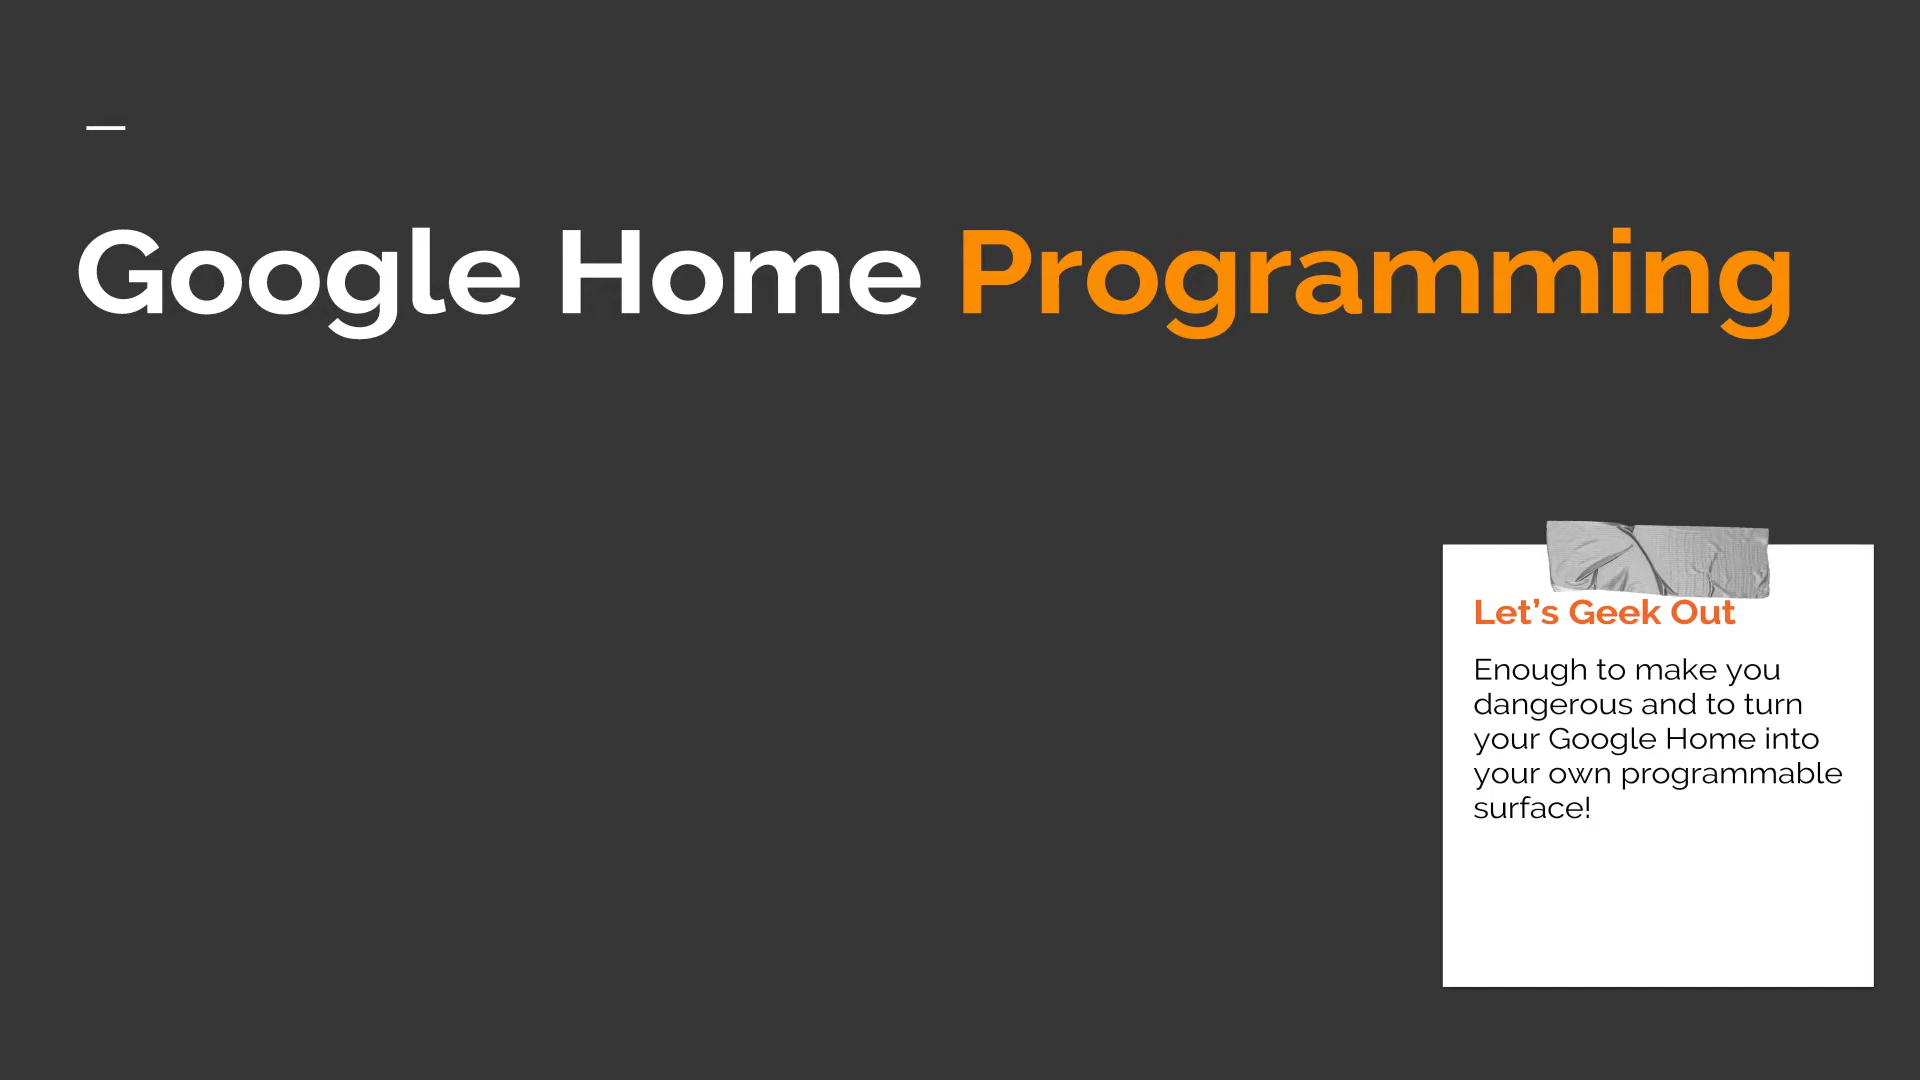 Google Home Programming
Let’s Geek Out
Enough to make you
dangerous and to turn
your Google Home into
your own programmable
surface!